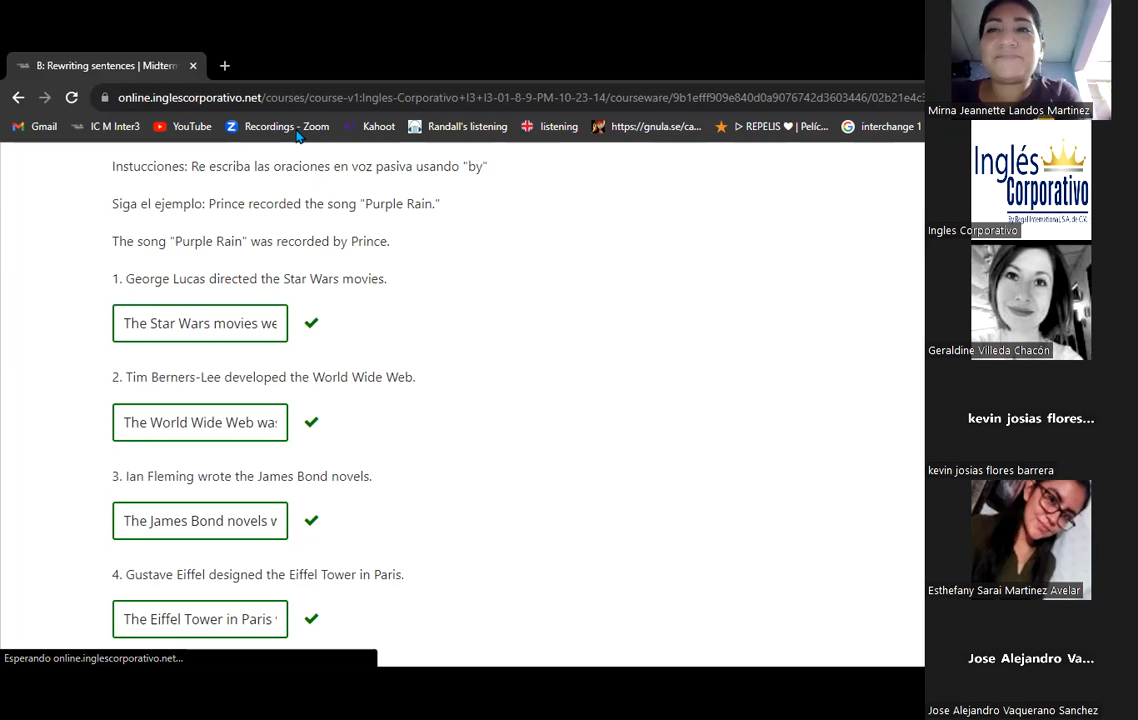 B: Rewriting sentences | Midterm
online.inglescorporativo.net/courses/course-v1:Ingles-Corporativo+I3+I3-01-8-9-PM-10-23-14/courseware/9b1efff909e840d0a9076742d3603446/02b21e4c3
Gmail IC M Inter3 YouTube Recordings - Zoom Kahoot Randall's listening listening https://gnula.se/ca... ▷ REPELIS ♥ | Pelíc... interchange 1
Instucciones: Re escriba las oraciones en voz pasiva usando "by"
Siga el ejemplo: Prince recorded the song "Purple Rain."
The song "Purple Rain" was recorded by Prince.
1. George Lucas directed the Star Wars movies.
The Star Wars movies we
2. Tim Berners-Lee developed the World Wide Web.
The World Wide Web was
3. Ian Fleming wrote the James Bond novels.
The James Bond novels w
4. Gustave Eiffel designed the Eiffel Tower in Paris.
The Eiffel Tower in Paris
Esperando online.inglescorporativo.net...
Mirna Jeannette Landos Martinez
Inglés
Corporativo
By Regal International, S.A. de C.V.
Ingles Corporativo
Geraldine Villeda Chacón
kevin josias flores...
kevin josias flores barrera
Esthefany Sarai Martinez Avelar
Jose Alejandro Va...
Jose Alejandro Vaquerano Sanchez